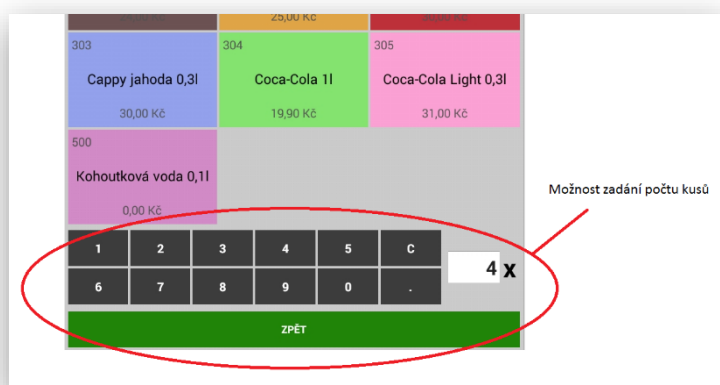 25,00 Kč
303
304
305
Cappy jahoda 0,3l
Coca-Cola 1l
Coca-Cola Light 0,3l
30,00 Kč
19,90 Kč
31,00 Kč
500
Kohoutková voda 0,1l
0,00 Kč
Možnost zadání počtu kusů
1 2 3 4 5 C
4 x
6 7 8 9 0 .
ZPĚT